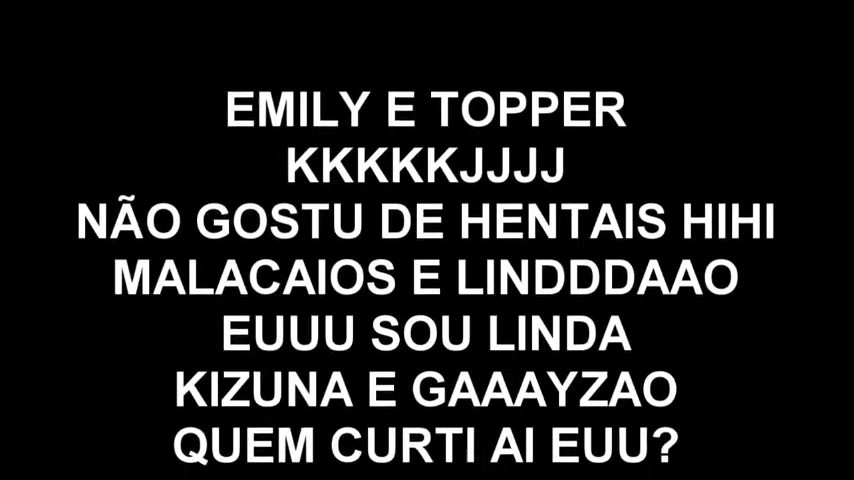 EMILY E TOPPER
KKKKKJJJJ
NÃO GOSTU DE HENTAIS HIHI
MALACAIOS E LINDDDAAO
EUUU SOU LINDA
KIZUNA E GAAAYZAO
QUEM CURTI AI EUU?